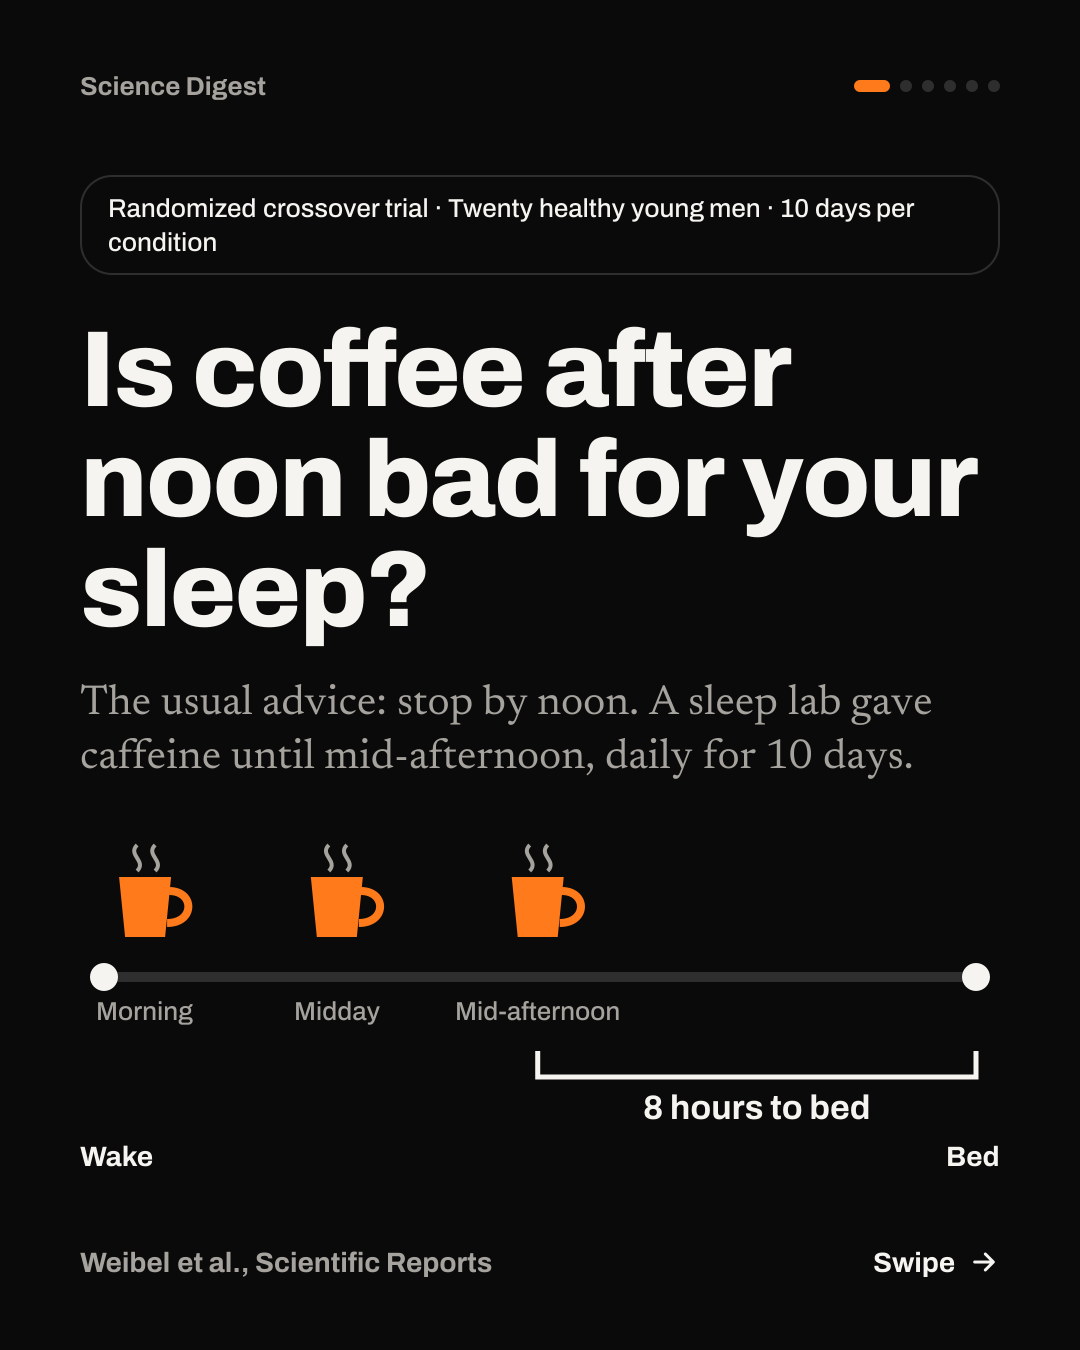 Science Digest
Randomized crossover trial · Twenty healthy young men · 10 days per
condition
Is coffee after
noon bad for your
sleep?
The usual advice: stop by noon. A sleep lab gave
caffeine until mid-afternoon, daily for 10 days.
Morning
Midday
Mid-afternoon
8 hours to bed
Wake
Bed
Weibel et al., Scientific Reports
Swipe →